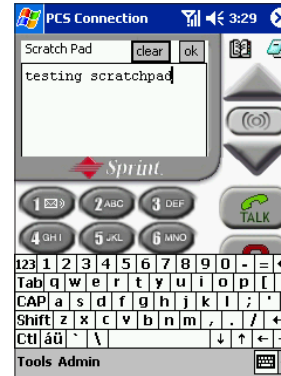 PCS Connection 3:29
Scratch Pad clear ok
testing scratchpad
Sprint
1 2 ABC 3 DEF
TALK
4 GHI 5 JKL 6 MNO
123 1 2 3 4 5 6 7 8 9 0 - =
Tab q w e r t y u i o p [
CAP a s d f g h j k l ; '
Shift z x c v b n m , . /
Ctl áü ` \
Tools Admin